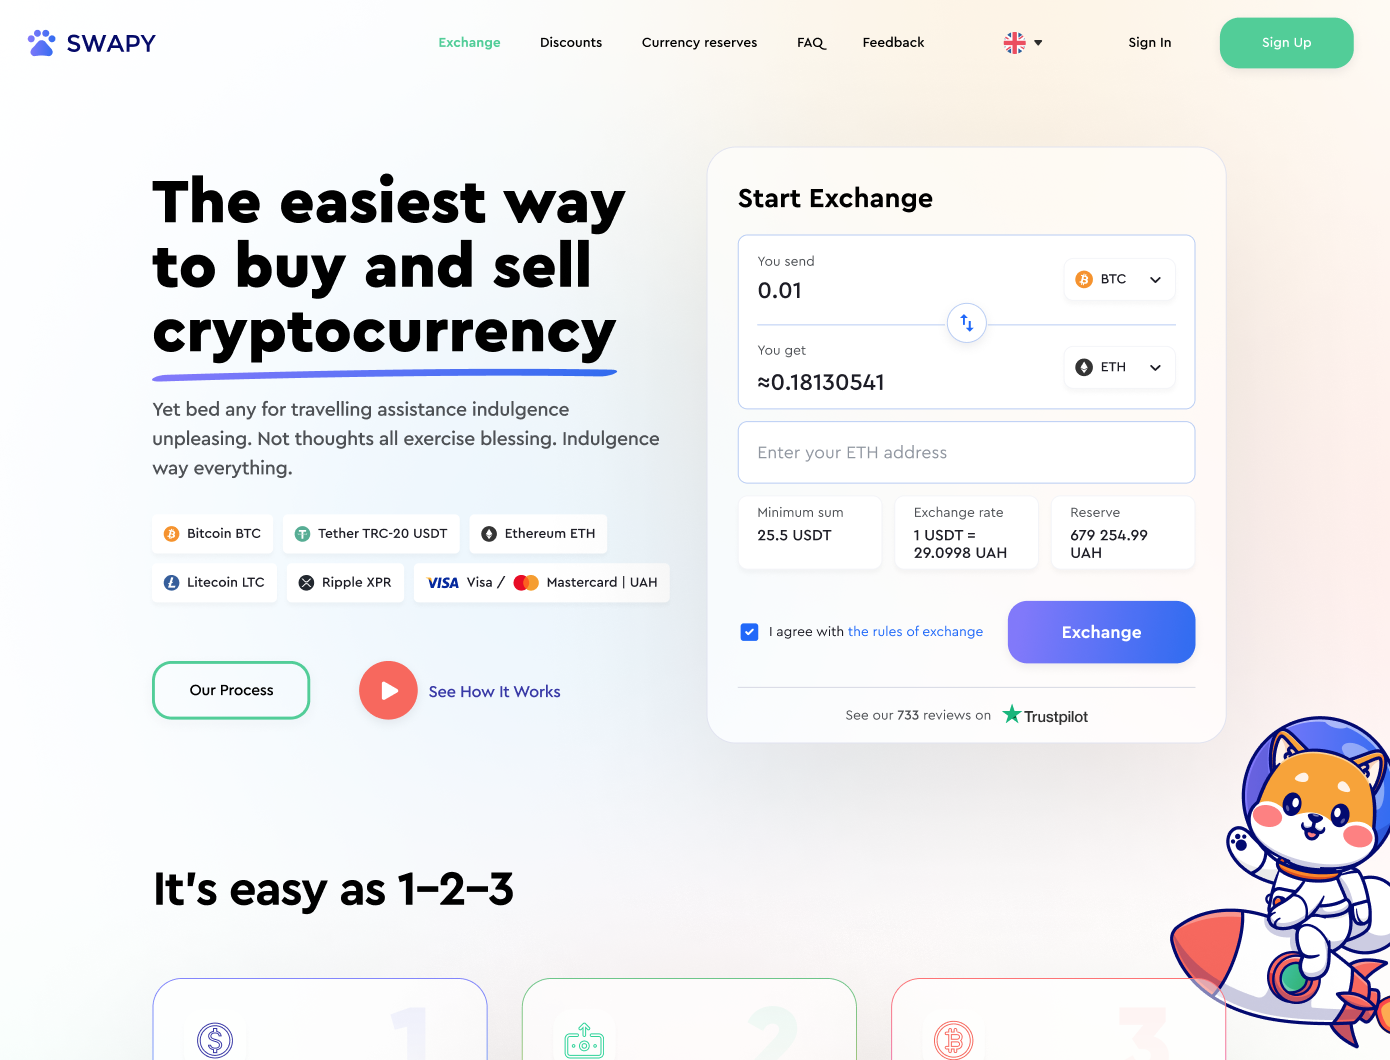 SWAPY
Exchange
Discounts
Currency reserves
FAQ
Feedback
Sign In
Sign Up
The easiest way
to buy and sell
cryptocurrency
Yet bed any for travelling assistance indulgence
unpleasing. Not thoughts all exercise blessing. Indulgence
way everything.
Bitcoin BTC
Tether TRC-20 USDT
Ethereum ETH
Litecoin LTC
Ripple XPR
VISA Visa / Mastercard | UAH
Our Process
See How It Works
Start Exchange
You send
0.01
BTC
You get
≈0.18130541
ETH
Enter your ETH address
Minimum sum
25.5 USDT
Exchange rate
1 USDT =
29.0998 UAH
Reserve
679 254.99
UAH
I agree with the rules of exchange
Exchange
See our 733 reviews on Trustpilot
It's easy as 1-2-3
1
2
3